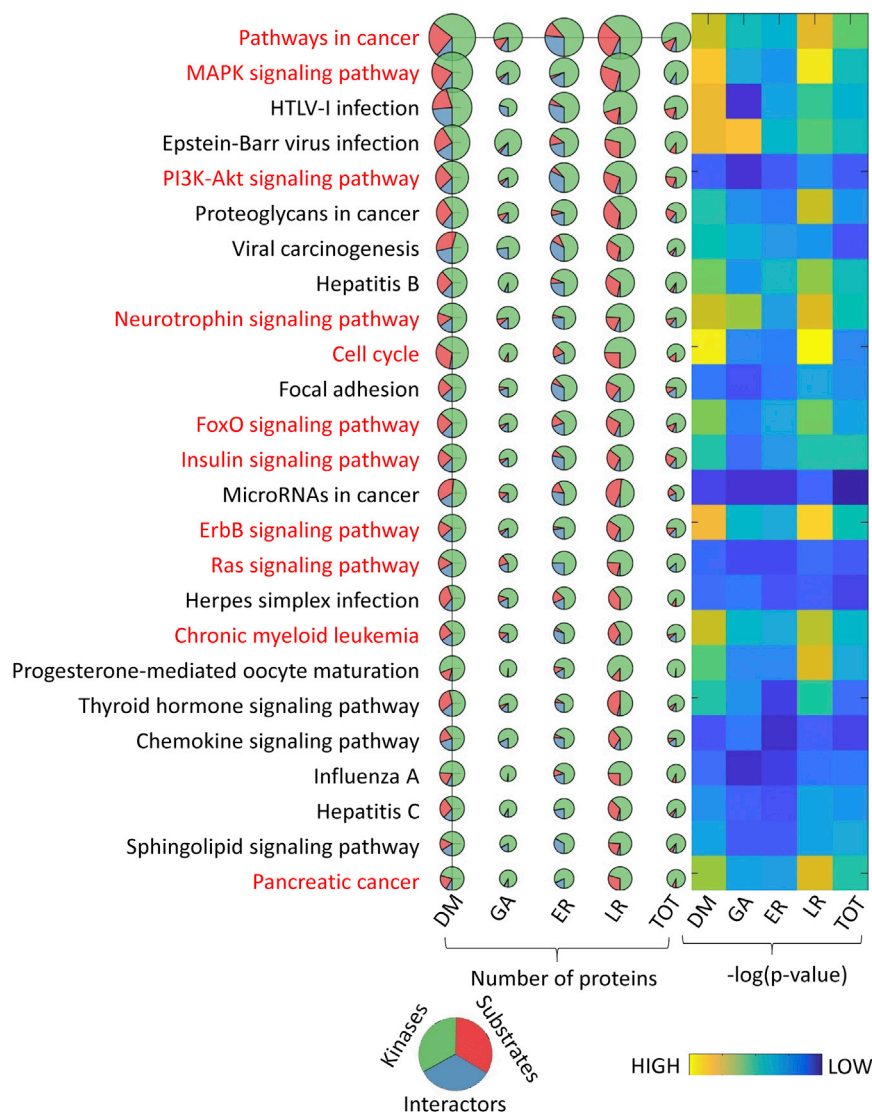 Pathways in cancer
MAPK signaling pathway
HTLV-I infection
Epstein-Barr virus infection
PI3K-Akt signaling pathway
Proteoglycans in cancer
Viral carcinogenesis
Hepatitis B
Neurotrophin signaling pathway
Cell cycle
Focal adhesion
FoxO signaling pathway
Insulin signaling pathway
MicroRNAs in cancer
ErbB signaling pathway
Ras signaling pathway
Herpes simplex infection
Chronic myeloid leukemia
Progesterone-mediated oocyte maturation
Thyroid hormone signaling pathway
Chemokine signaling pathway
Influenza A
Hepatitis C
Sphingolipid signaling pathway
Pancreatic cancer
DM GA ER LR TOT DM GA ER LR TOT
Number of proteins -log(p-value)
Kinases Substrates
Interactors
HIGH LOW